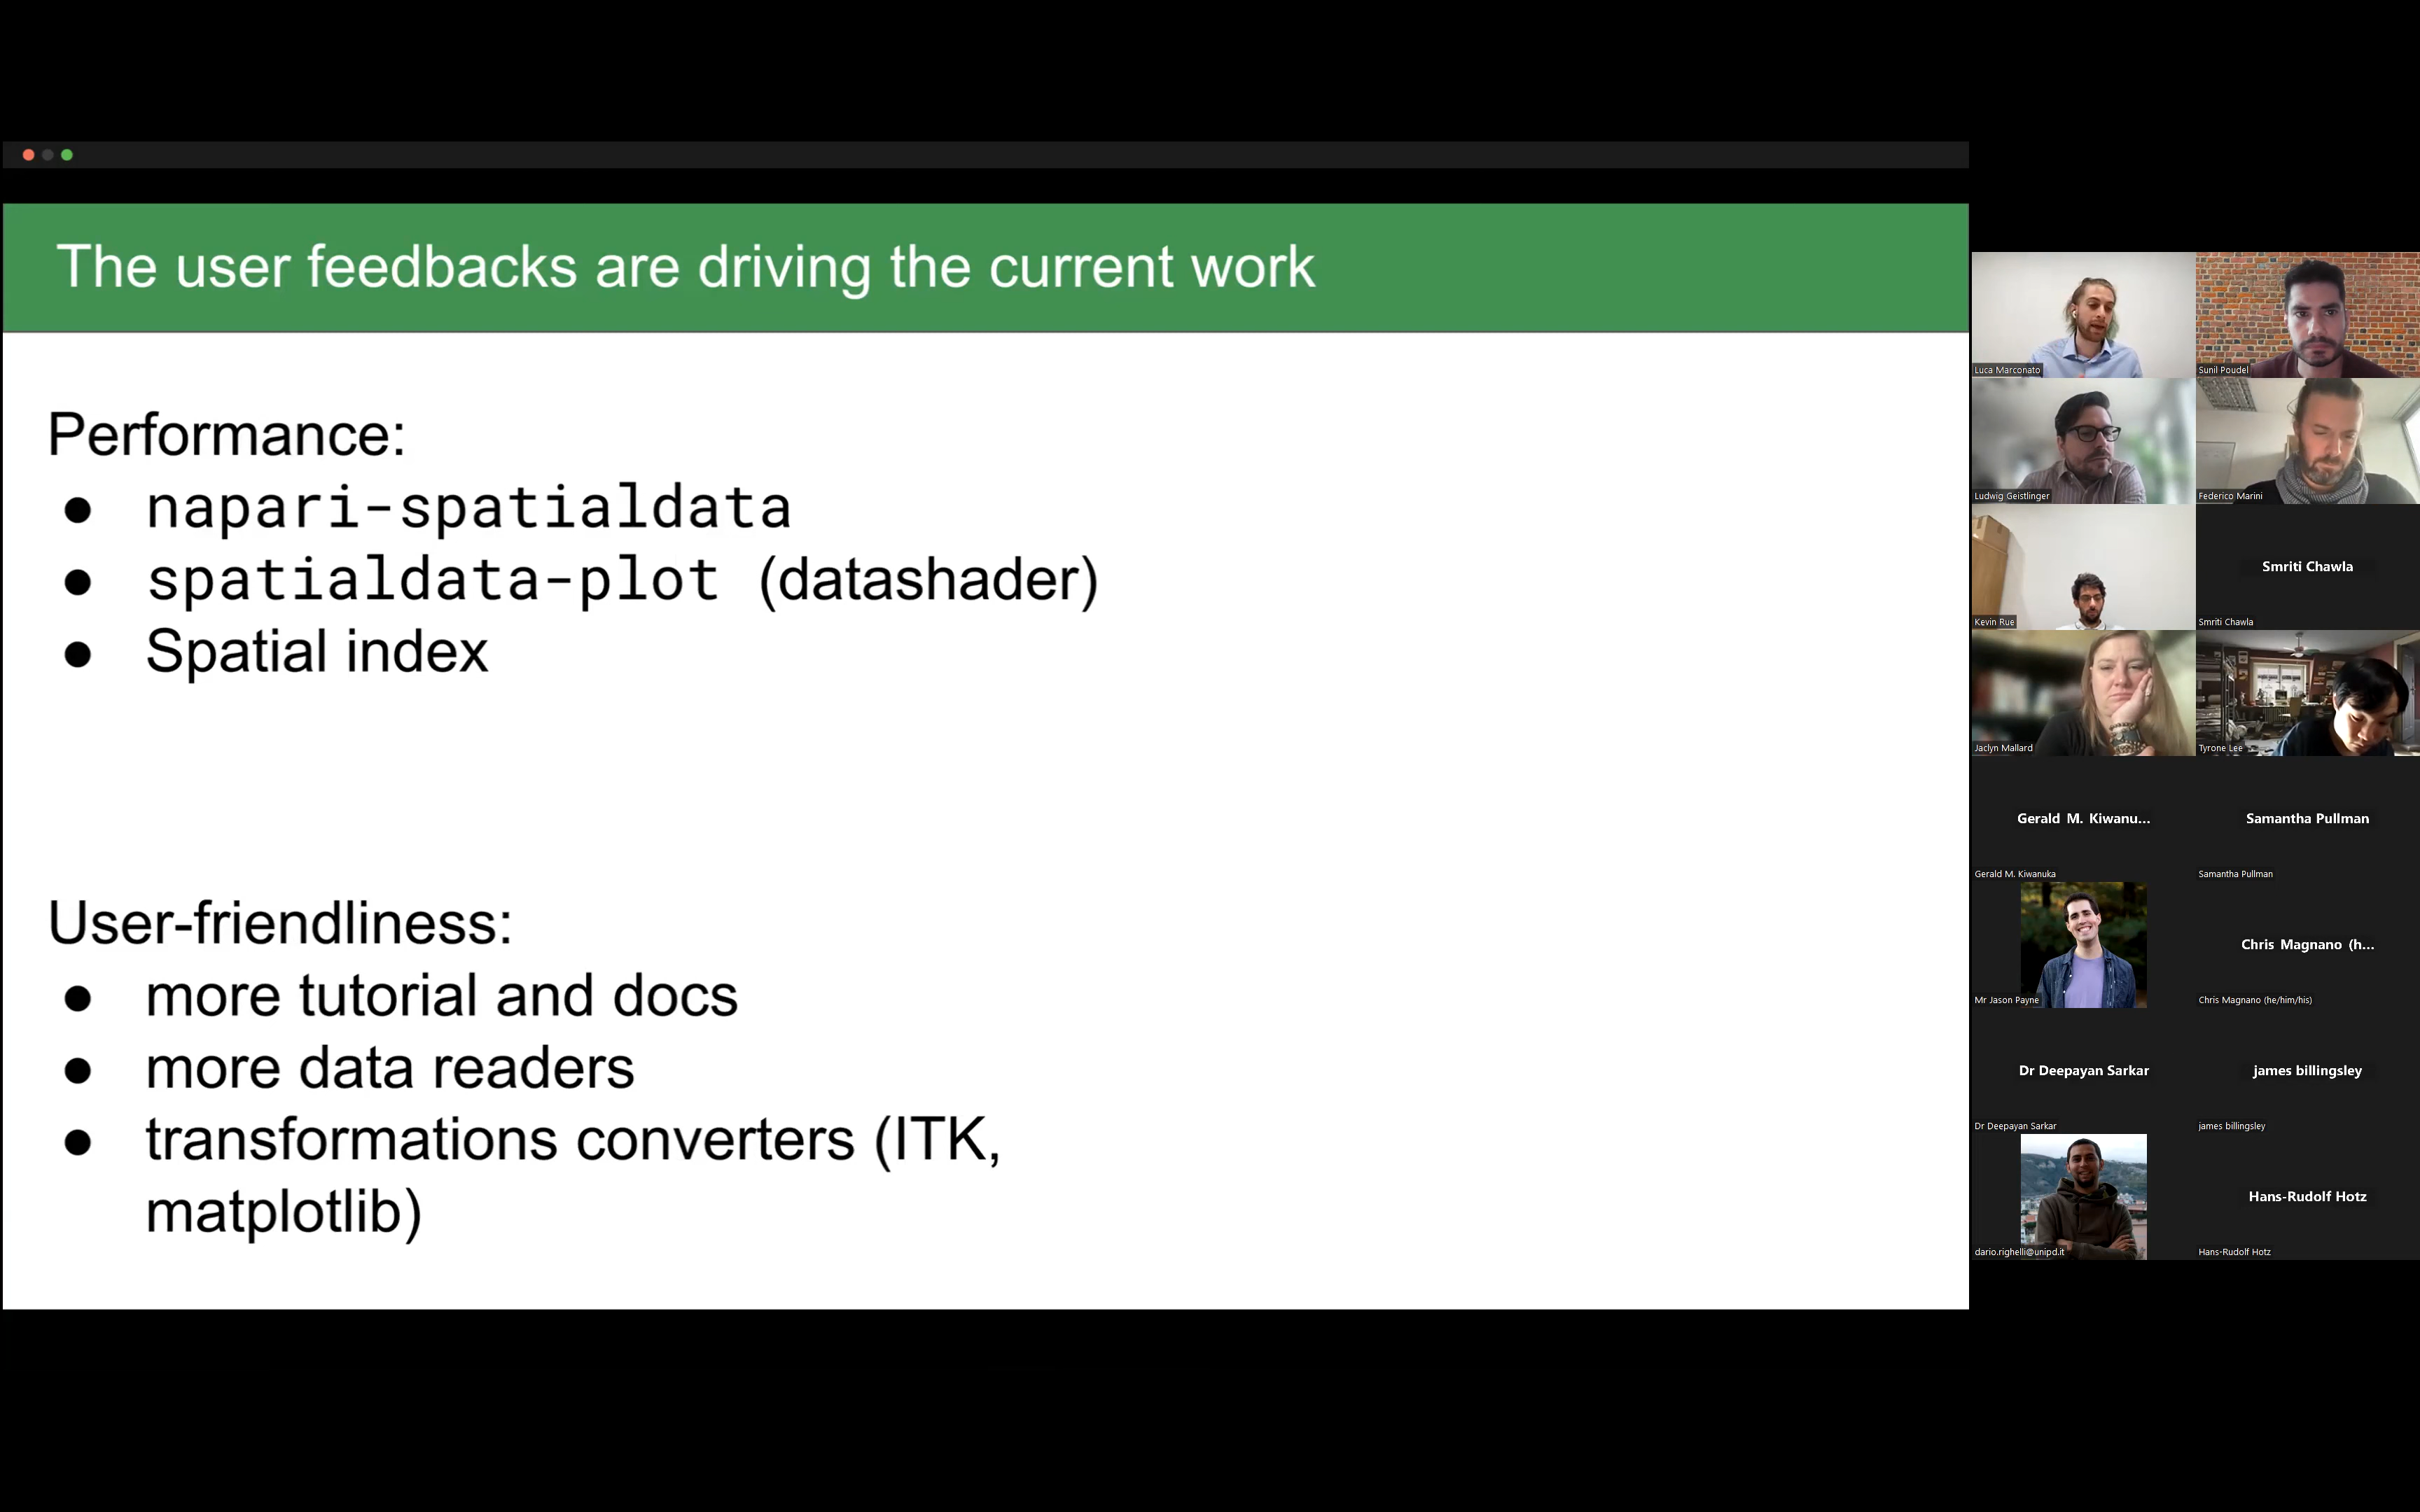 The user feedbacks are driving the current work
Performance:
● napari-spatialdata
● spatialdata-plot (datashader)
● Spatial index
User-friendliness:
● more tutorial and docs
● more data readers
● transformations converters (ITK,
matplotlib)
Luca Marconato
Sunil Poudel
Ludwig Geistlinger
Federico Marini
Kevin Rue
Smriti Chawla
Smriti Chawla
Jaclyn Mallard
Tyrone Lee
Gerald M. Kiwanu...
Gerald M. Kiwanuka
Samantha Pullman
Samantha Pullman
Mr Jason Payne
Chris Magnano (h...
Chris Magnano (he/him/his)
Dr Deepayan Sarkar
Dr Deepayan Sarkar
james billingsley
james billingsley
dario.righelli@unipd.it
Hans-Rudolf Hotz
Hans-Rudolf Hotz